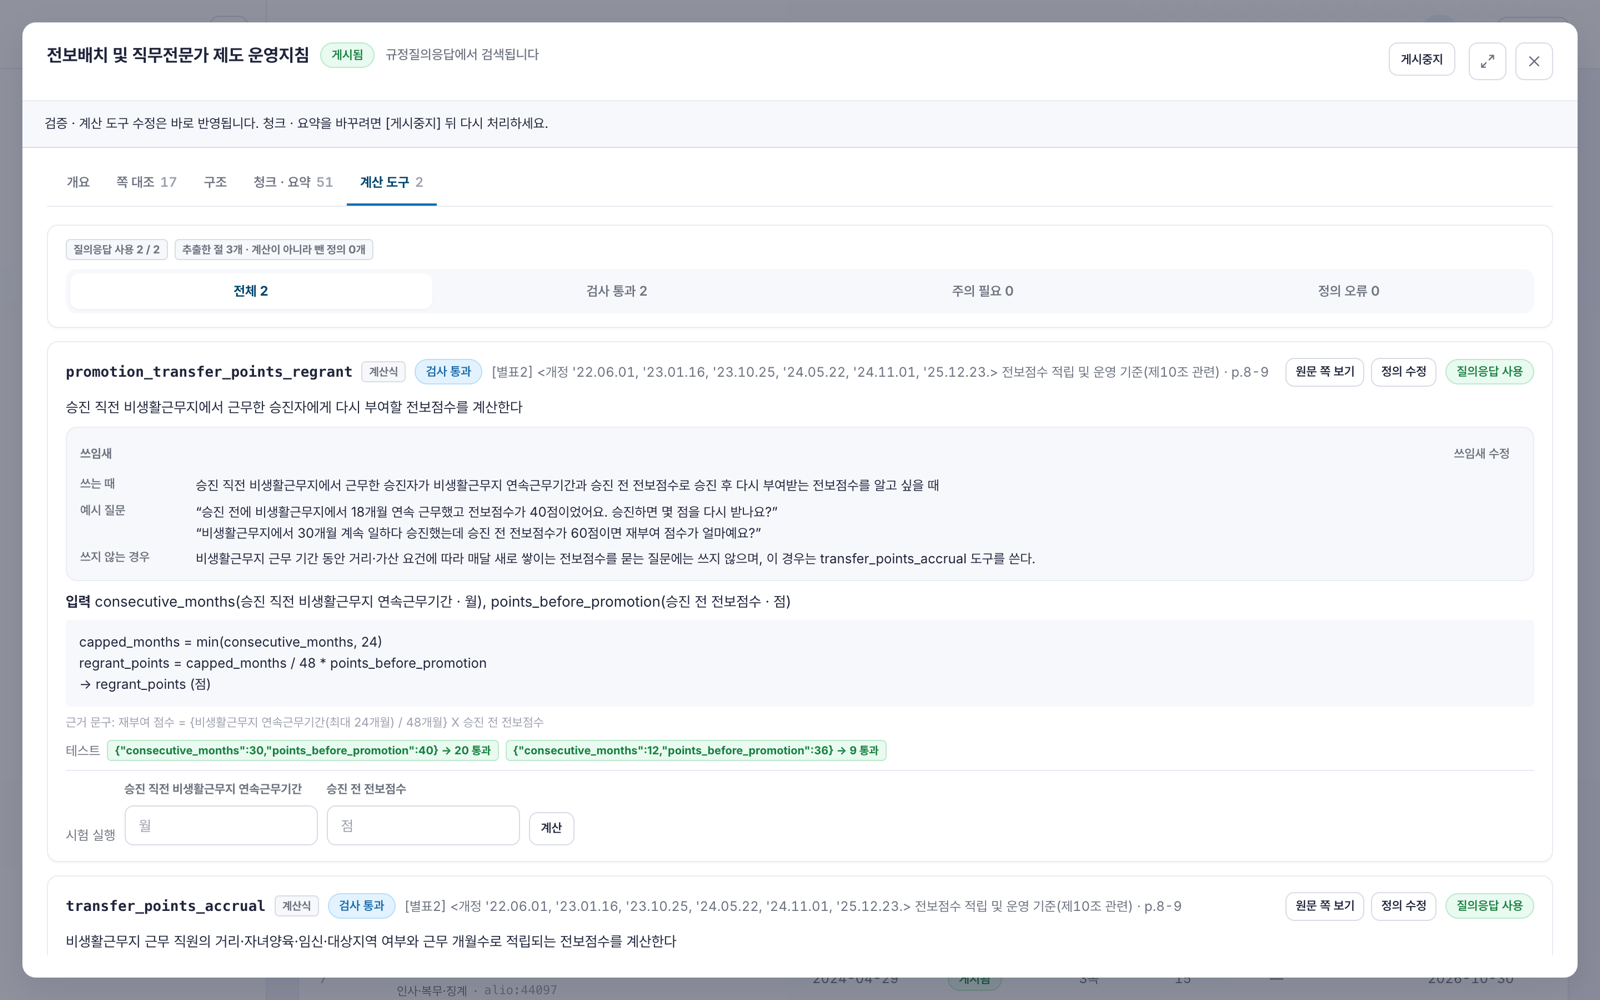 전보배치 및 직무전문가 제도 운영지침 게시됨 규정질의응답에서 검색됩니다 게시중지
검증 · 계산 도구 수정은 바로 반영됩니다. 청크 · 요약을 바꾸려면 [게시중지] 뒤 다시 처리하세요.
개요 쪽 대조 17 구조 청크 · 요약 51 계산 도구 2
질의응답 사용 2 / 2 추출한 절 3개 · 계산이 아니라 뺀 정의 0개
전체 2 검사 통과 2 주의 필요 0 정의 오류 0
promotion_transfer_points_regrant 계산식 검사 통과 [별표2] <개정 '22.06.01, '23.01.16, '23.10.25, '24.05.22, '24.11.01, '25.12.23.> 전보점수 적립 및 운영 기준(제10조 관련) · p.8-9 원문 쪽 보기 정의 수정 질의응답 사용
승진 직전 비생활근무지에서 근무한 승진자에게 다시 부여할 전보점수를 계산한다
쓰임새 쓰임새 수정
쓰는 때 승진 직전 비생활근무지에서 근무한 승진자가 비생활근무지 연속근무기간과 승진 전 전보점수로 승진 후 다시 부여받는 전보점수를 알고 싶을 때
예시 질문 “승진 전에 비생활근무지에서 18개월 연속 근무했고 전보점수가 40점이었어요. 승진하면 몇 점을 다시 받나요?”
“비생활근무지에서 30개월 계속 일하다 승진했는데 승진 전 전보점수가 60점이면 재부여 점수가 얼마예요?”
쓰지 않는 경우 비생활근무지 근무 기간 동안 거리·가산 요건에 따라 매달 새로 쌓이는 전보점수를 묻는 질문에는 쓰지 않으며, 이 경우는 transfer_points_accrual 도구를 쓴다.
입력 consecutive_months(승진 직전 비생활근무지 연속근무기간 · 월), points_before_promotion(승진 전 전보점수 · 점)
capped_months = min(consecutive_months, 24)
regrant_points = capped_months / 48 * points_before_promotion
→ regrant_points (점)
근거 문구: 재부여 점수 = {비생활근무지 연속근무기간(최대 24개월) / 48개월} X 승진 전 전보점수
테스트 {"consecutive_months":30,"points_before_promotion":40} → 20 통과 {"consecutive_months":12,"points_before_promotion":36} → 9 통과
승진 직전 비생활근무지 연속근무기간 승진 전 전보점수
시험 실행 월 점 계산
transfer_points_accrual 계산식 검사 통과 [별표2] <개정 '22.06.01, '23.01.16, '23.10.25, '24.05.22, '24.11.01, '25.12.23.> 전보점수 적립 및 운영 기준(제10조 관련) · p.8-9 원문 쪽 보기 정의 수정 질의응답 사용
비생활근무지 근무 직원의 거리·자녀양육·임신·대상지역 여부와 근무 개월수로 적립되는 전보점수를 계산한다
인사·복무·징계 · alio:44097